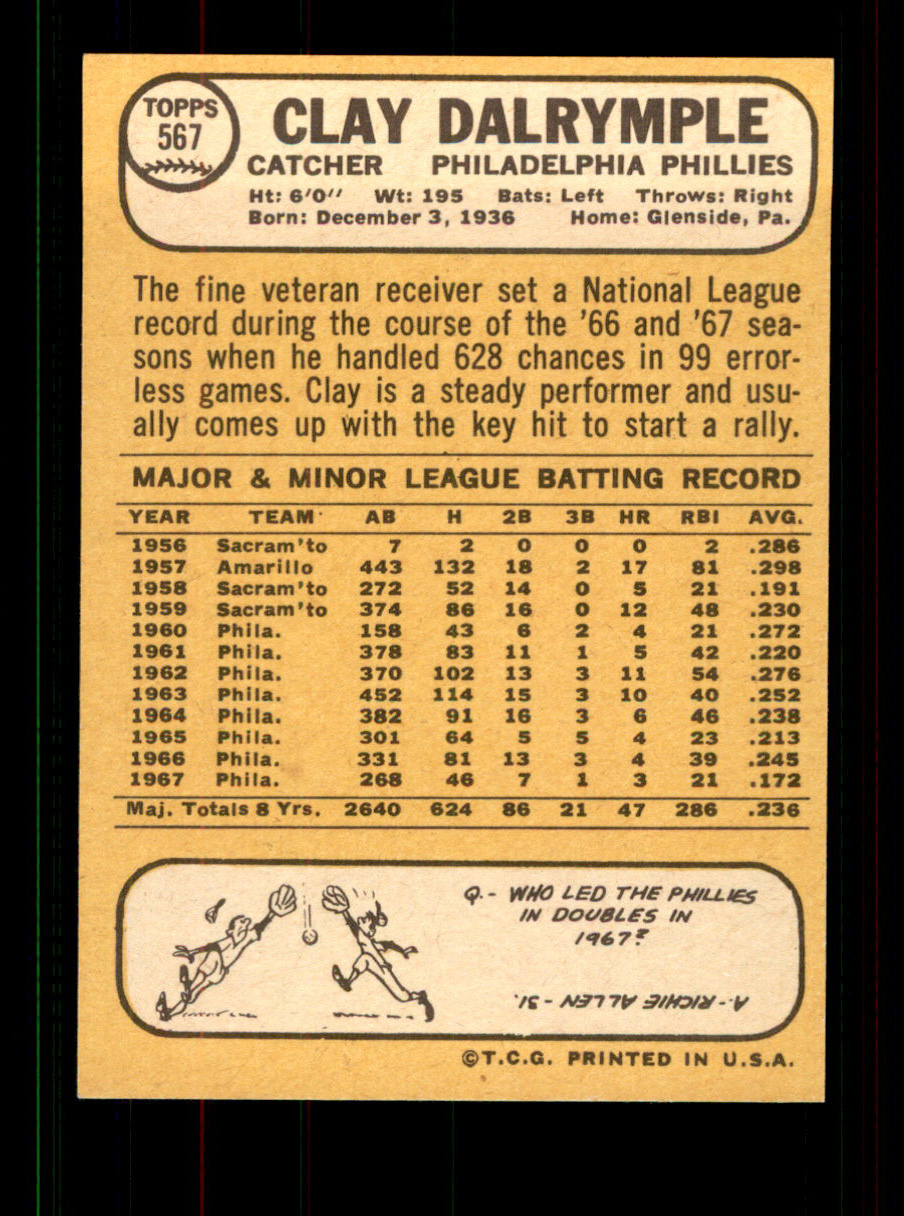 TOPPS
567
CLAY DALRYMPLE
CATCHER PHILADELPHIA PHILLIES
Ht: 6'0" Wt: 195 Bats: Left Throws: Right
Born: December 3, 1936 Home: Glenside, Pa.
The fine veteran receiver set a National League
record during the course of the '66 and '67 sea-
sons when he handled 628 chances in 99 error-
less games. Clay is a steady performer and usu-
ally comes up with the key hit to start a rally.
MAJOR & MINOR LEAGUE BATTING RECORD
YEAR TEAM AB H 2B 3B HR RBI AVG.
1956 Sacram'to 7 2 0 0 0 2 .286
1957 Amarillo 443 132 18 2 17 81 .298
1958 Sacram'to 272 52 14 0 5 21 .191
1959 Sacram'to 374 86 16 0 12 48 .230
1960 Phila. 158 43 6 2 4 21 .272
1961 Phila. 378 83 11 1 5 42 .220
1962 Phila. 370 102 13 3 11 54 .276
1963 Phila. 452 114 15 3 10 40 .252
1964 Phila. 382 91 16 3 6 46 .238
1965 Phila. 301 64 5 5 4 23 .213
1966 Phila. 331 81 13 3 4 39 .245
1967 Phila. 268 46 7 1 3 21 .172
Maj. Totals 8 Yrs. 2640 624 86 21 47 286 .236
Q.- WHO LED THE PHILLIES
IN DOUBLES IN
1967?
A.- RICHIE ALLEN - 31.
©T.C.G. PRINTED IN U.S.A.